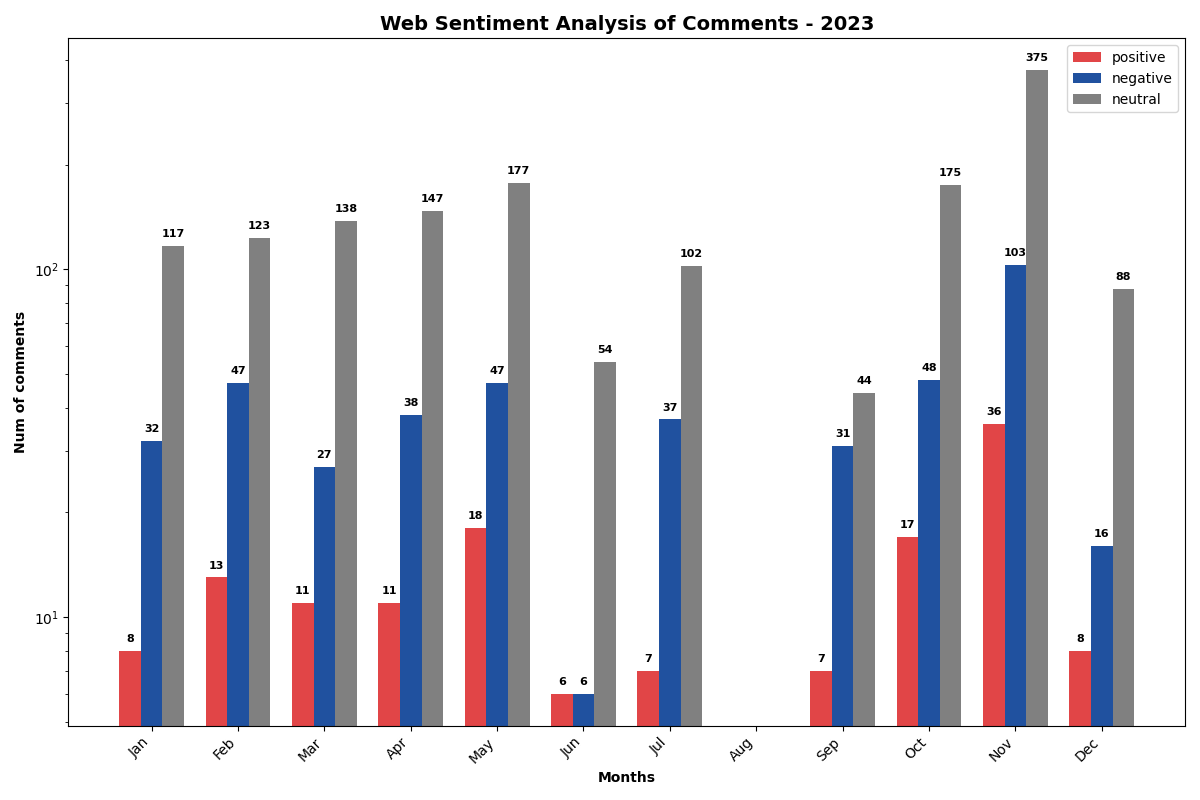 Web Sentiment Analysis of Comments - 2023
positive
negative
neutral
Num of comments
10²
10¹
8 32 117
13 47 123
11 27 138
11 38 147
18 47 177
6 6 54
7 37 102
7 31 44
17 48 175
36 103 375
8 16 88
Jan Feb Mar Apr May Jun Jul Aug Sep Oct Nov Dec
Months